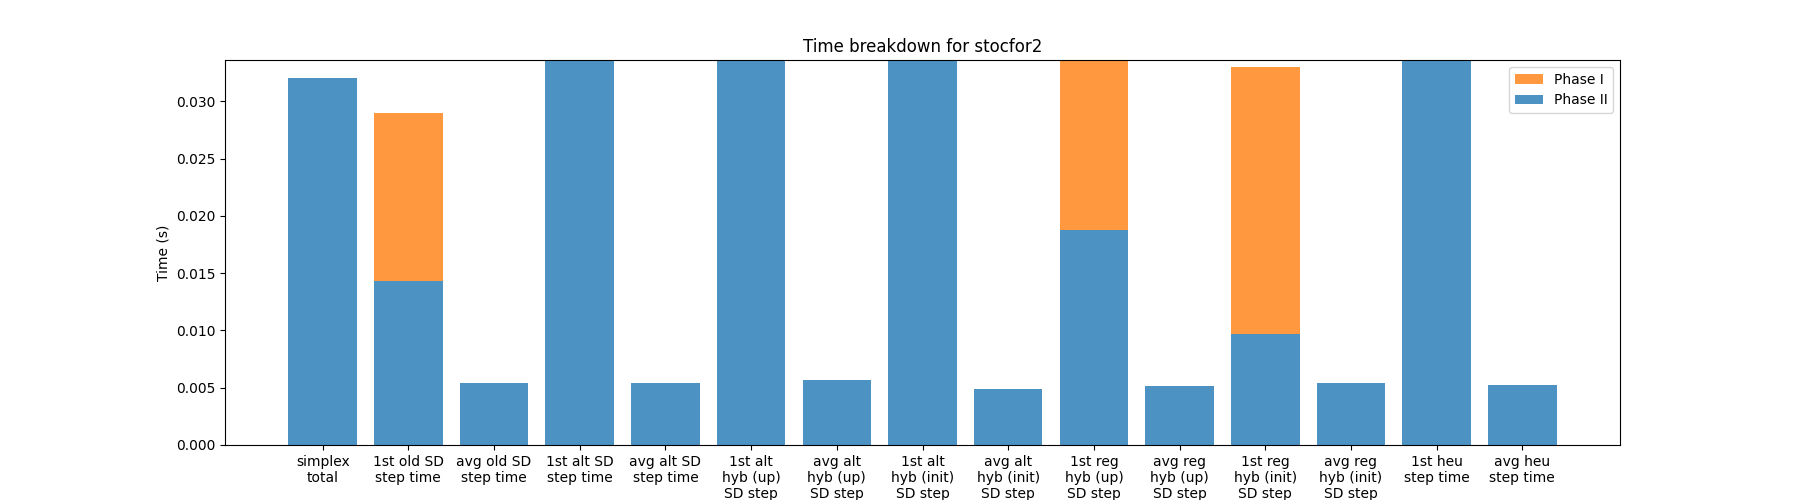 Time breakdown for stocfor2
Time (s)
0.030
0.025
0.020
0.015
0.010
0.005
0.000
Phase I
Phase II
simplex
total
1st old SD
step time
avg old SD
step time
1st alt SD
step time
avg alt SD
step time
1st alt
hyb (up)
SD step
avg alt
hyb (up)
SD step
1st alt
hyb (init)
SD step
avg alt
hyb (init)
SD step
1st reg
hyb (up)
SD step
avg reg
hyb (up)
SD step
1st reg
hyb (init)
SD step
avg reg
hyb (init)
SD step
1st heu
step time
avg heu
step time